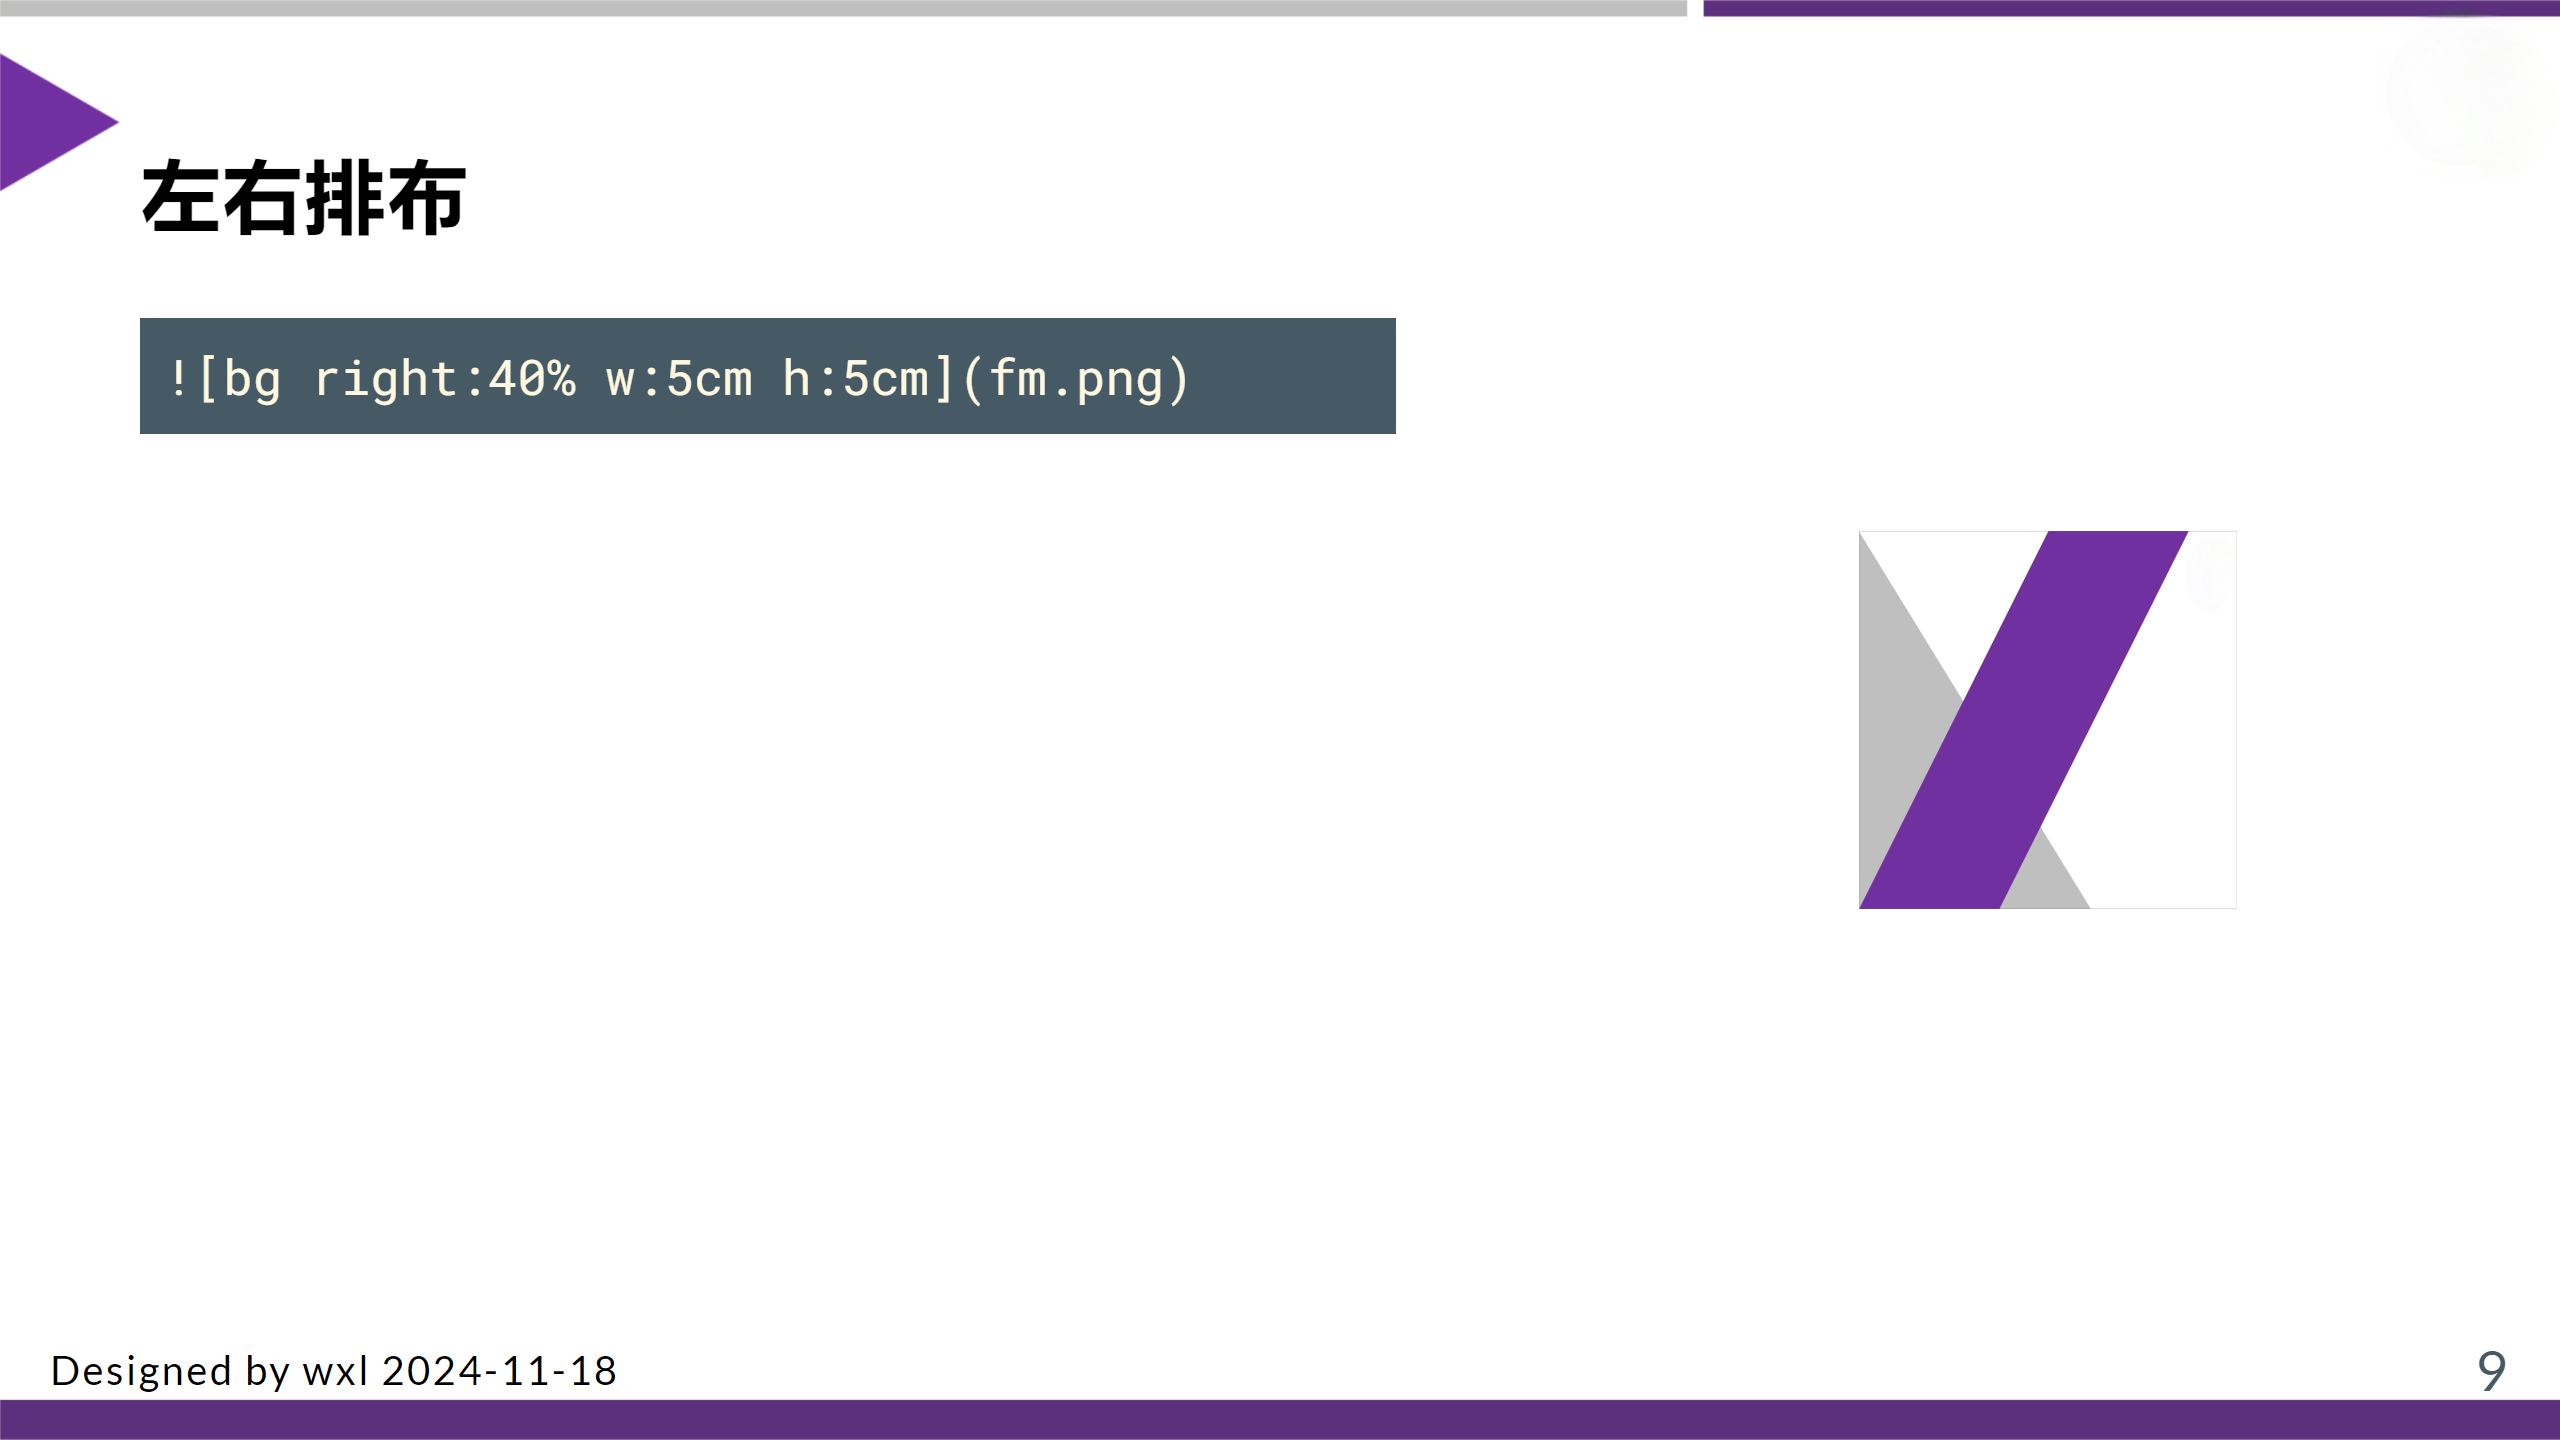 左右排布
![bg right:40% w:5cm h:5cm](fm.png)
Designed by wxl 2024-11-18
9